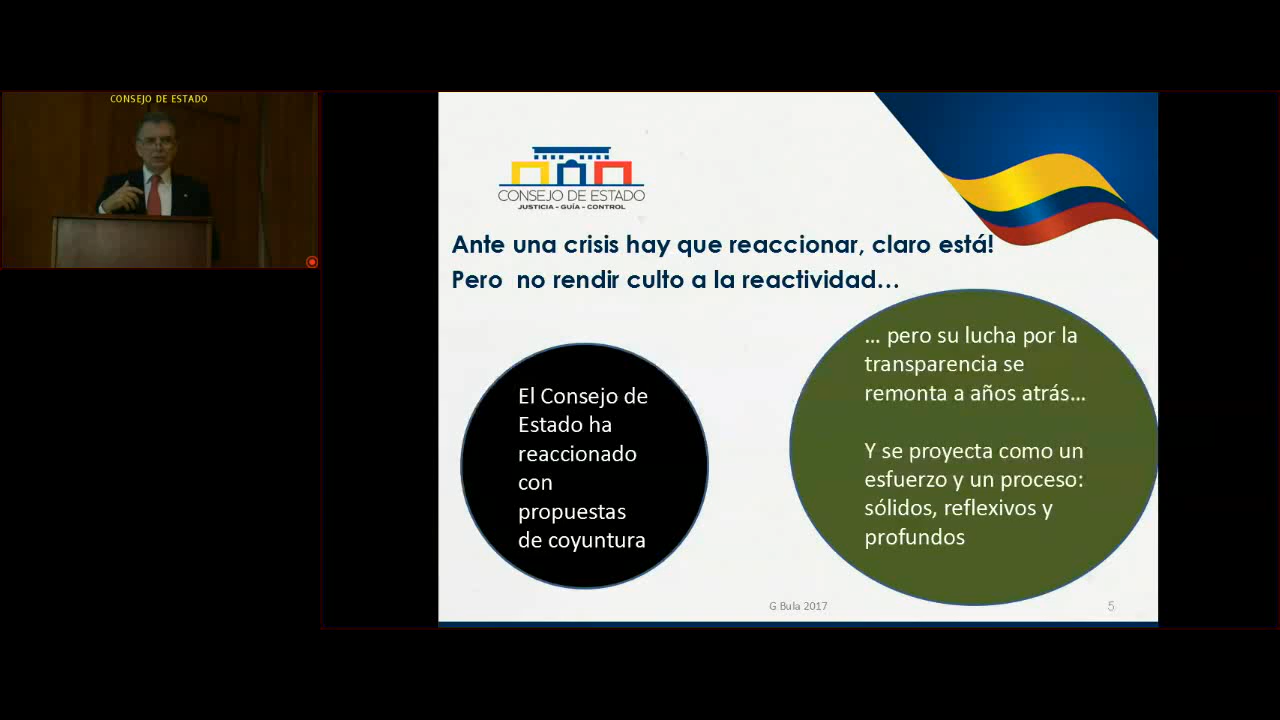 CONSEJO DE ESTADO
CONSEJO DE ESTADO
JUSTICIA - GUÍA - CONTROL
Ante una crisis hay que reaccionar, claro está!
Pero no rendir culto a la reactividad...
El Consejo de
Estado ha
reaccionado
con
propuestas
de coyuntura
... pero su lucha por la
transparencia se
remonta a años atrás...
Y se proyecta como un
esfuerzo y un proceso:
sólidos, reflexivos y
profundos
G Bula 2017
5